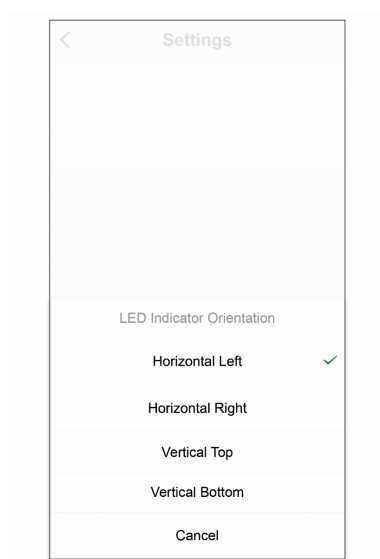 Settings
LED Indicator Orientation
Horizontal Left
Horizontal Right
Vertical Top
Vertical Bottom
Cancel